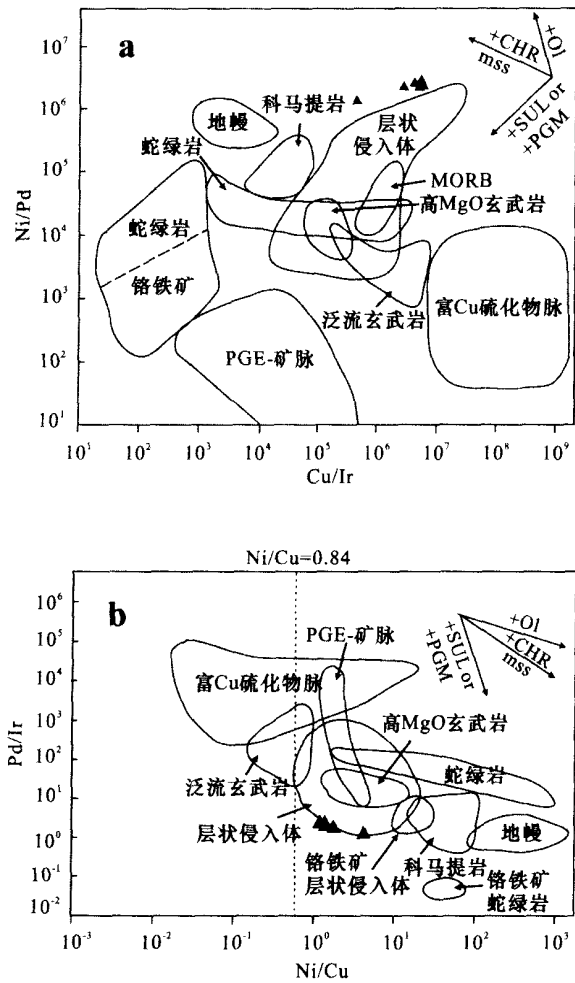 a
10⁷
10⁶
10⁵
10⁴
10³
10²
10¹
Ni/Pd
+Ol
+CHR
mss
+SUL or
+PGM
科马提岩
地幔
层状
侵入体
蛇绿岩
MORB
高MgO玄武岩
蛇绿岩
铬铁矿
泛流玄武岩
富Cu硫化物脉
PGE-矿脉
10¹ 10² 10³ 10⁴ 10⁵ 10⁶ 10⁷ 10⁸ 10⁹
Cu/Ir
Ni/Cu=0.84
b
10⁶
10⁵
10⁴
10³
10²
10¹
10⁰
10⁻¹
10⁻²
Pd/Ir
+Ol
+CHR
mss
+SUL or
+PGM
PGE-矿脉
富Cu硫化物脉
高MgO玄武岩
泛流玄武岩
蛇绿岩
层状侵入体
地幔
铬铁矿
层状侵入体
科马提岩
铬铁矿
蛇绿岩
10⁻³ 10⁻² 10⁻¹ 10⁰ 10¹ 10² 10³
Ni/Cu